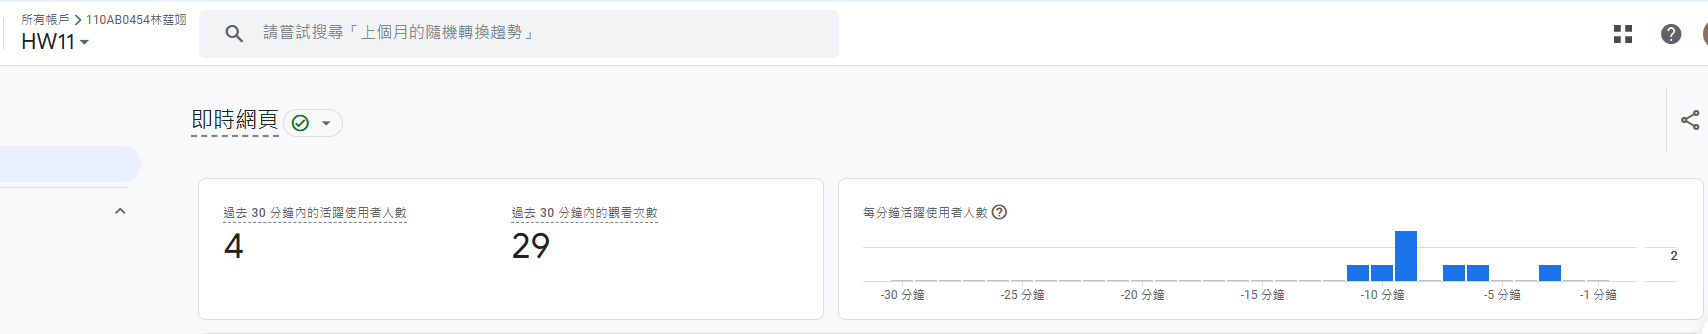 所有帳戶 > 110AB0454林莛翊
HW11
請嘗試搜尋「上個月的隨機轉換趨勢」
即時網頁
過去 30 分鐘內的活躍使用者人數
4
過去 30 分鐘內的觀看次數
29
每分鐘活躍使用者人數
2
-30 分鐘 -25 分鐘 -20 分鐘 -15 分鐘 -10 分鐘 -5 分鐘 -1 分鐘